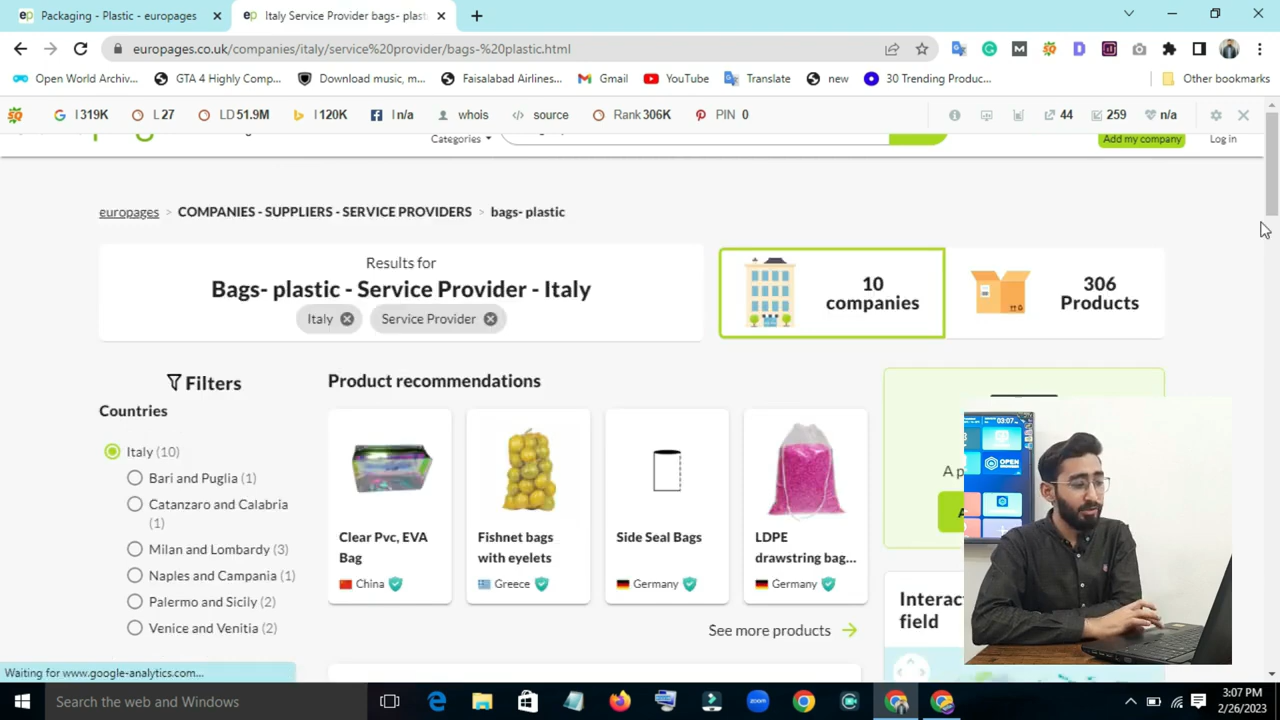 Packaging - Plastic - europages
Italy Service Provider bags- plast
europages.co.uk/companies/italy/service%20provider/bags-%20plastic.html
Open World Archiv...
GTA 4 Highly Comp...
Download music, m...
Faisalabad Airlines...
Gmail
YouTube
Translate
new
30 Trending Produc...
Other bookmarks
I 319K
L 27
LD 51.9M
I 120K
I n/a
whois
source
Rank 306K
PIN 0
44
259
n/a
Categories
Add my company
Log in
europages > COMPANIES - SUPPLIERS - SERVICE PROVIDERS > bags- plastic
Results for
Bags- plastic - Service Provider - Italy
Italy
Service Provider
10
companies
306
Products
Filters
Countries
Italy (10)
Bari and Puglia (1)
Catanzaro and Calabria
(1)
Milan and Lombardy (3)
Naples and Campania (1)
Palermo and Sicily (2)
Venice and Venitia (2)
Product recommendations
Clear Pvc, EVA
Bag
China
Fishnet bags
with eyelets
Greece
Side Seal Bags
Germany
LDPE
drawstring bag...
Germany
See more products
A p
A
Interac
field
03:07
OPEN
Waiting for www.google-analytics.com...
Search the web and Windows
zoom
3:07 PM
2/26/2023